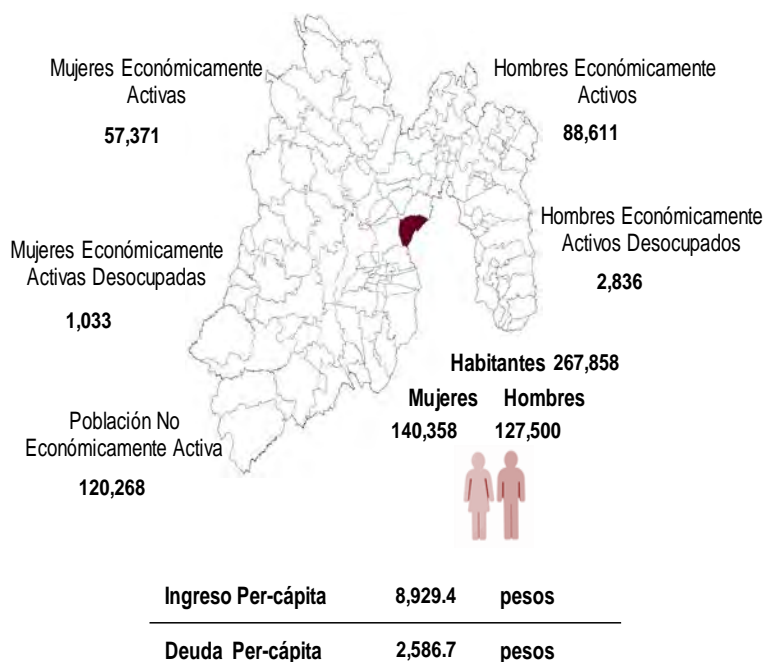 Mujeres Económicamente
Activas
57,371
Hombres Económicamente
Activos
88,611
Mujeres Económicamente
Activas Desocupadas
1,033
Hombres Económicamente
Activos Desocupados
2,836
Población No
Económicamente Activa
120,268
Habitantes 267,858
Mujeres Hombres
140,358 127,500
Ingreso Per-cápita 8,929.4 pesos
Deuda Per-cápita 2,586.7 pesos